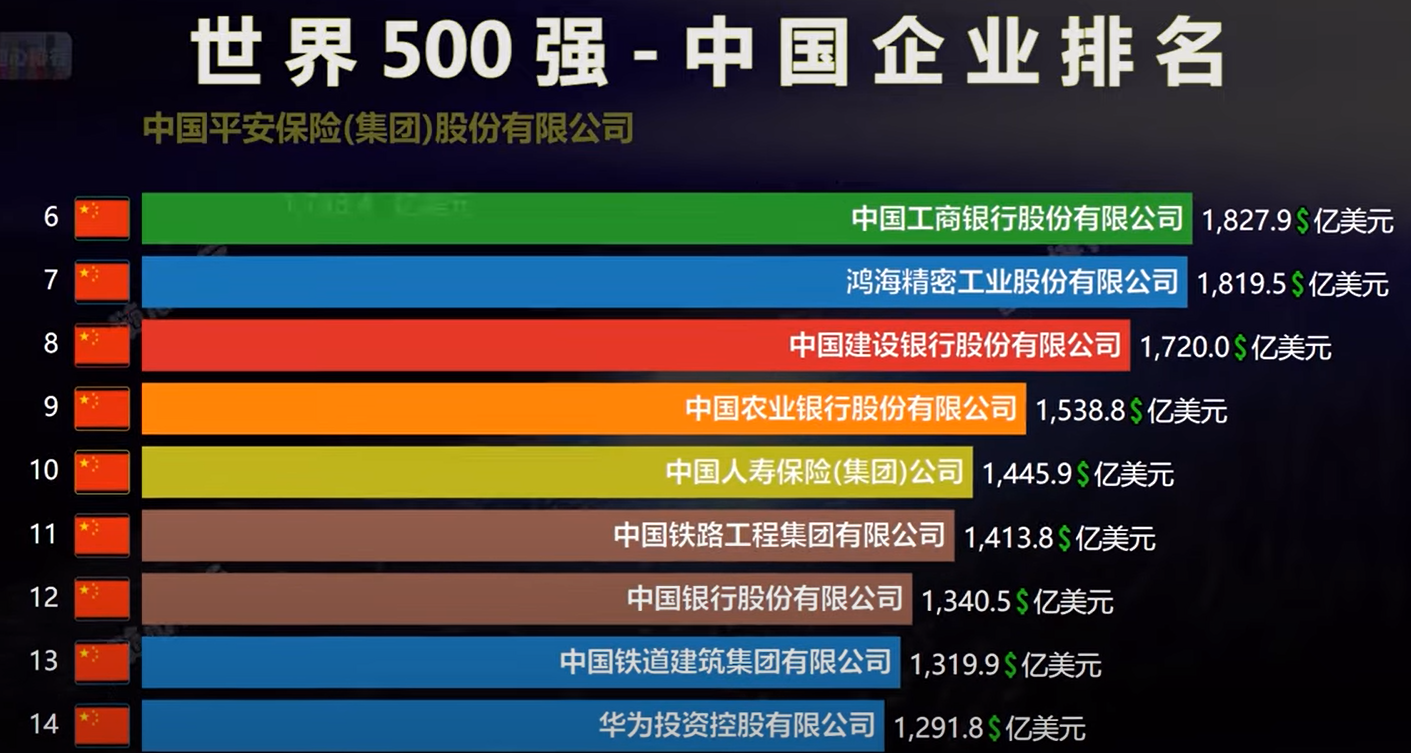 世界500强-中国企业排名
中国平安保险(集团)股份有限公司
6 中国工商银行股份有限公司 1,827.9$亿美元
7 鸿海精密工业股份有限公司 1,819.5$亿美元
8 中国建设银行股份有限公司 1,720.0$亿美元
9 中国农业银行股份有限公司 1,538.8$亿美元
10 中国人寿保险(集团)公司 1,445.9$亿美元
11 中国铁路工程集团有限公司 1,413.8$亿美元
12 中国银行股份有限公司 1,340.5$亿美元
13 中国铁道建筑集团有限公司 1,319.9$亿美元
14 华为投资控股有限公司 1,291.8$亿美元